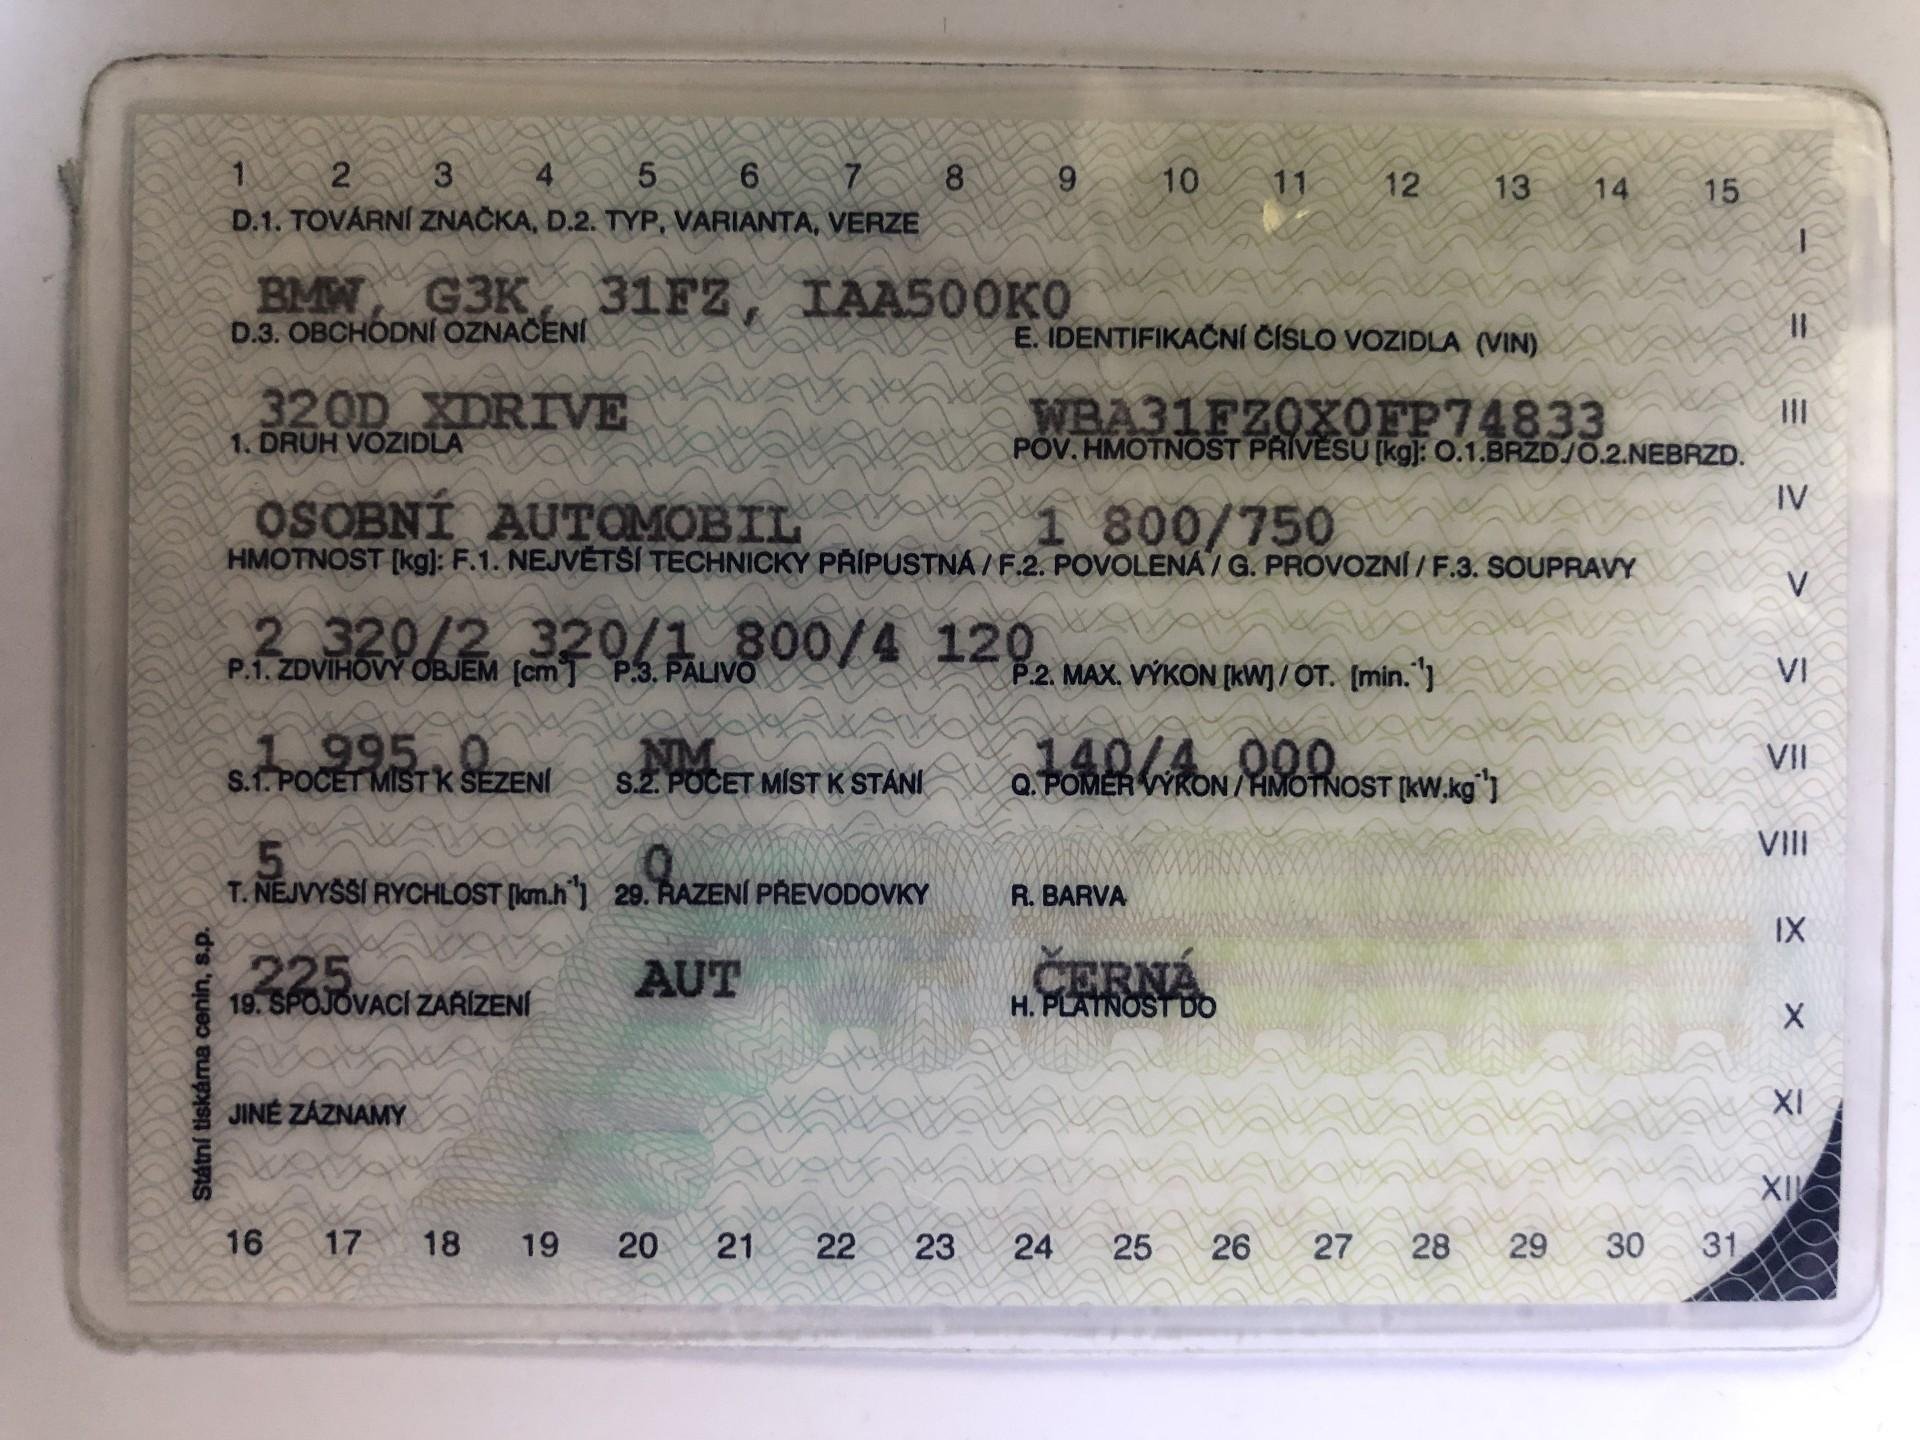 1 2 3 4 5 6 7 8 9 10 11 12 13 14 15
D.1. TOVÁRNÍ ZNAČKA, D.2. TYP, VARIANTA, VERZE
I
BMW, G3K, 31FZ, IAA500K0
D.3. OBCHODNÍ OZNAČENÍ E. IDENTIFIKAČNÍ ČÍSLO VOZIDLA (VIN)
II
320D XDRIVE WBA31FZ0X0FP74833
III
1. DRUH VOZIDLA POV. HMOTNOST PŘÍVĚSU [kg]: O.1.BRZD./O.2.NEBRZD.
OSOBNÍ AUTOMOBIL 1 800/750
IV
HMOTNOST [kg]: F.1. NEJVĚTŠÍ TECHNICKY PŘÍPUSTNÁ / F.2. POVOLENÁ / G. PROVOZNÍ / F.3. SOUPRAVY
V
2 320/2 320/1 800/4 120
P.1. ZDVIHOVÝ OBJEM [cm³] P.3. PALIVO P.2. MAX. VÝKON [kW] / OT. [min.⁻¹]
VI
1 995.0 NM 140/4 000
VII
S.1. POČET MÍST K SEZENÍ S.2. POČET MÍST K STÁNÍ Q. POMĚR VÝKON / HMOTNOST [kW.kg⁻¹]
5 0
VIII
T. NEJVYŠŠÍ RYCHLOST [km.h⁻¹] 29. ŘAZENÍ PŘEVODOVKY R. BARVA
IX
225 AUT ČERNÁ
19. SPOJOVACÍ ZAŘÍZENÍ H. PLATNOST DO
X
JINÉ ZÁZNAMY
XI
XII
16 17 18 19 20 21 22 23 24 25 26 27 28 29 30 31
Státní tiskárna cenin, s.p.